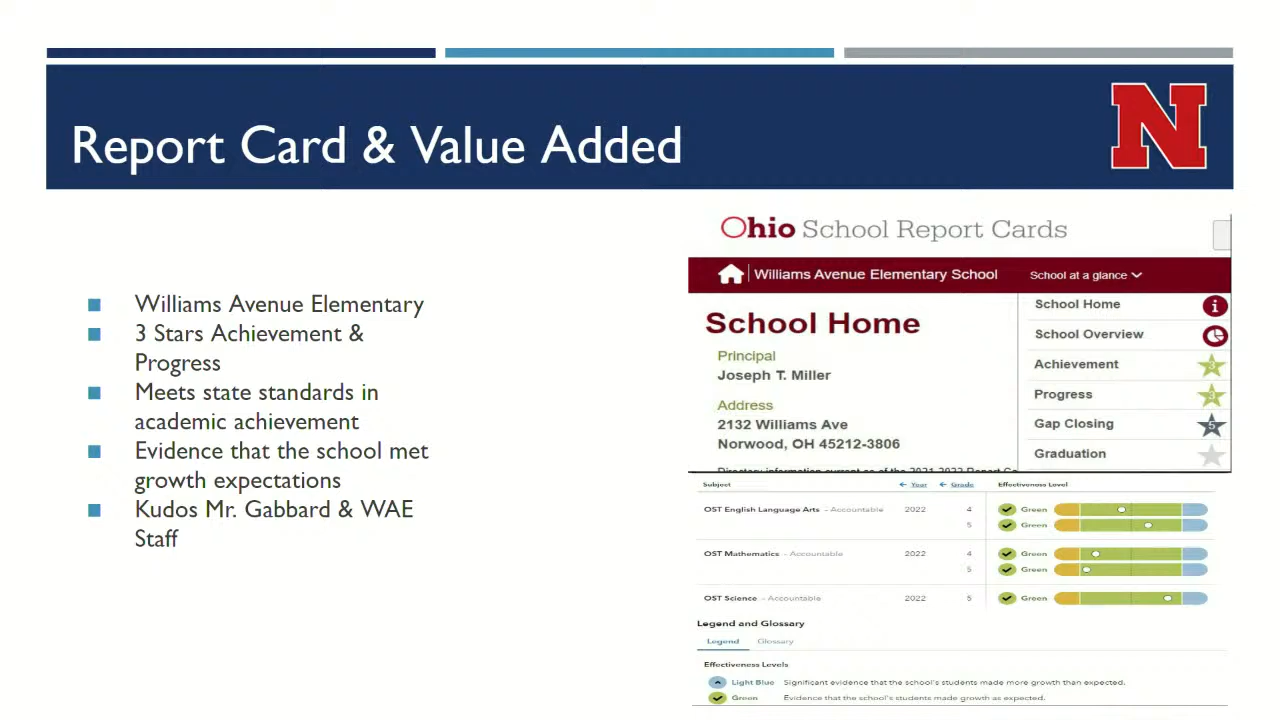 Report Card & Value Added
N
Williams Avenue Elementary
3 Stars Achievement &
Progress
Meets state standards in
academic achievement
Evidence that the school met
growth expectations
Kudos Mr. Gabbard & WAE
Staff
Ohio School Report Cards
Williams Avenue Elementary School School at a glance
School Home
Principal
Joseph T. Miller
Address
2132 Williams Ave
Norwood, OH 45212-3806
School Home
School Overview
Achievement 3
Progress 3
Gap Closing 5
Graduation
Subject Year Grade Effectiveness Level
OST English Language Arts - Accountable 2022 4 Green
5 Green
OST Mathematics - Accountable 2022 4 Green
5 Green
OST Science - Accountable 2022 5 Green
Legend and Glossary
Legend Glossary
Effectiveness Levels
Light Blue Significant evidence that the school's students made more growth than expected.
Green Evidence that the school's students made growth as expected.